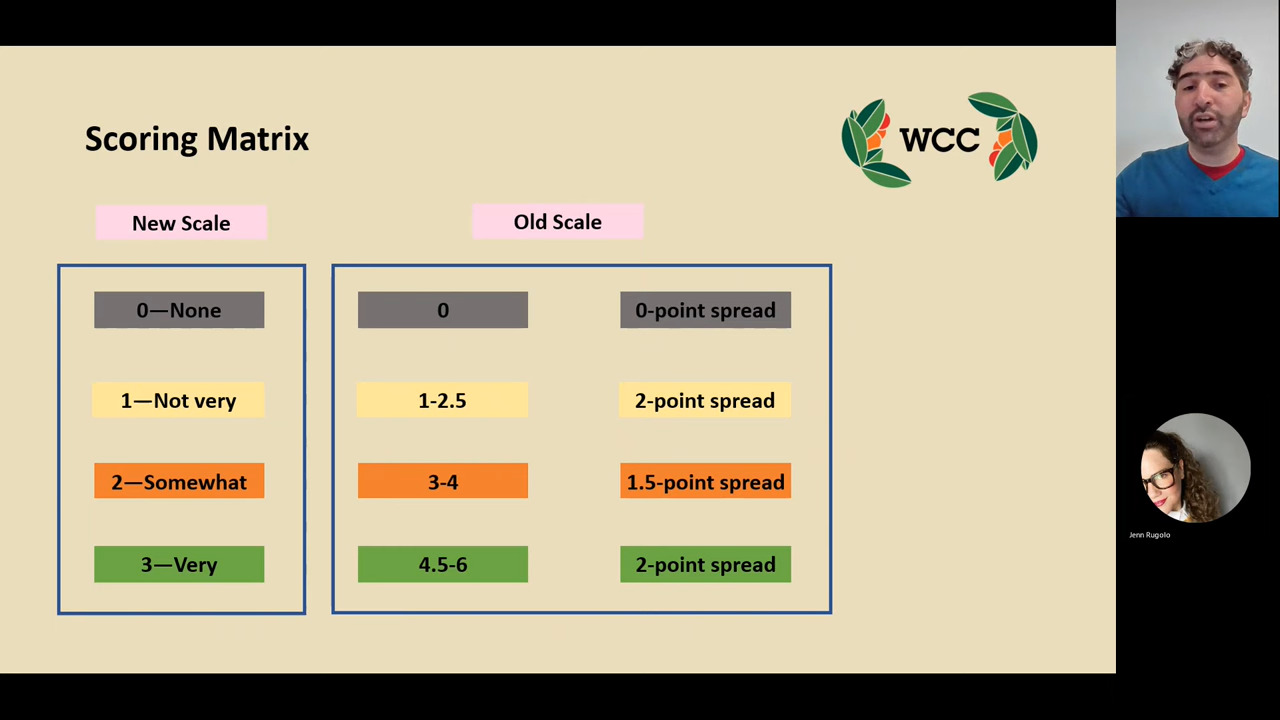 Scoring Matrix
WCC
New Scale
Old Scale
0—None
0
0-point spread
1—Not very
1-2.5
2-point spread
2—Somewhat
3-4
1.5-point spread
3—Very
4.5-6
2-point spread
Jenn Rugolo